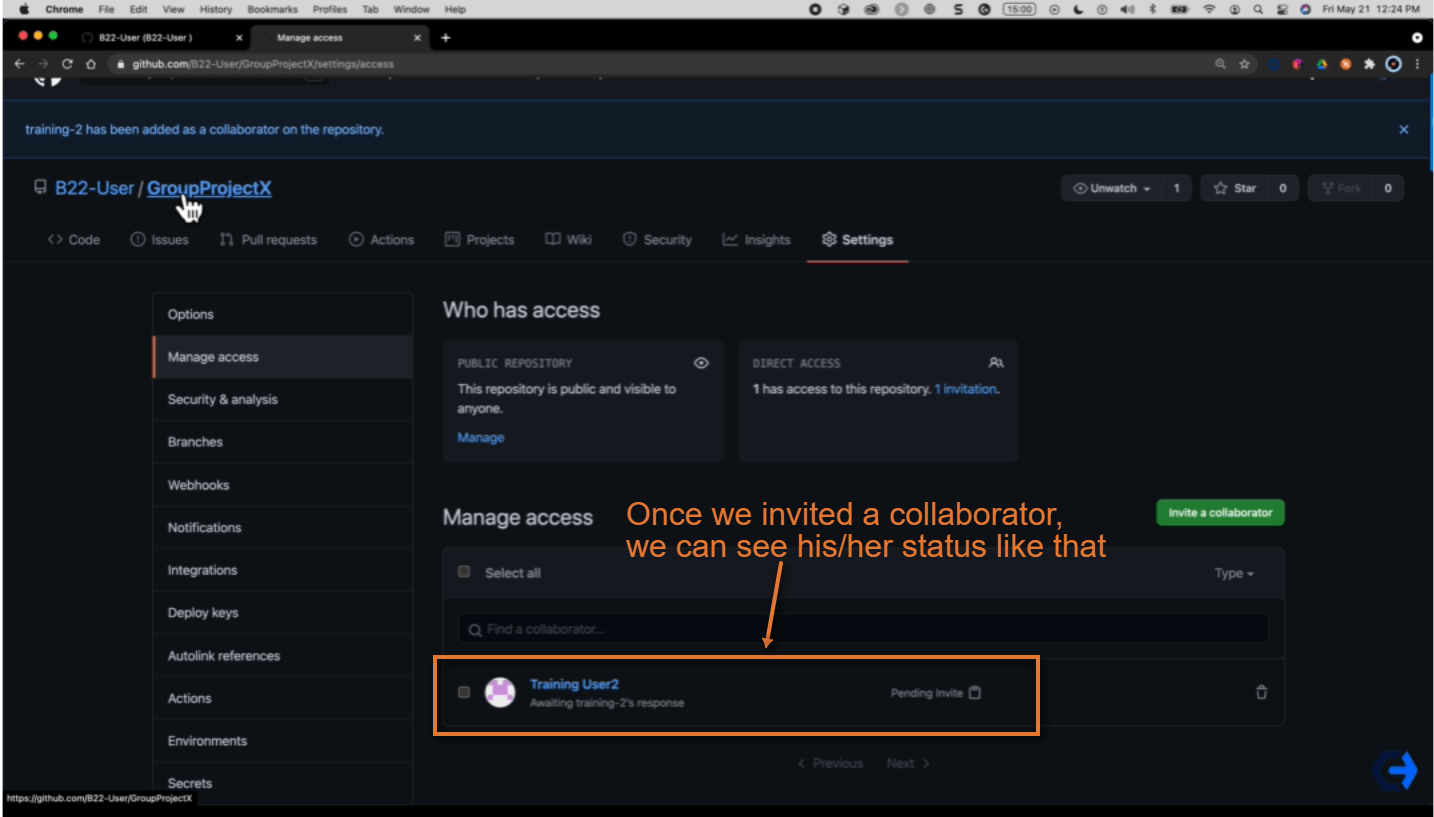 Chrome File Edit View History Bookmarks Profiles Tab Window Help 15:00 Fri May 21 12:24 PM
B22-User (B22-User ) × Manage access × +
github.com/B22-User/GroupProjectX/settings/access
training-2 has been added as a collaborator on the repository.
B22-User / GroupProjectX Unwatch 1 Star 0 Fork 0
Code Issues Pull requests Actions Projects Wiki Security Insights Settings
Options
Manage access
Security & analysis
Branches
Webhooks
Notifications
Integrations
Deploy keys
Autolink references
Actions
Environments
Secrets
Who has access
PUBLIC REPOSITORY
This repository is public and visible to
anyone.
Manage
DIRECT ACCESS
1 has access to this repository. 1 invitation.
Manage access
Once we invited a collaborator,
we can see his/her status like that
Invite a collaborator
Select all Type
Find a collaborator...
Training User2
Awaiting training-2's response
Pending Invite
< Previous Next >
https://github.com/B22-User/GroupProjectX